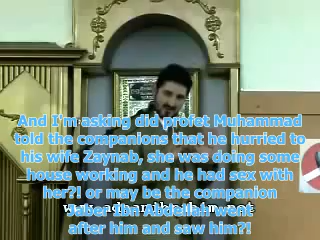 And I'm asking did profet Muhammad
told the companions that he hurried to
his wife Zaynab, she was doing some
house working and he had sex with
her?! or may be the companion
Jaber Ibn Abdellah went
after him and saw him?!